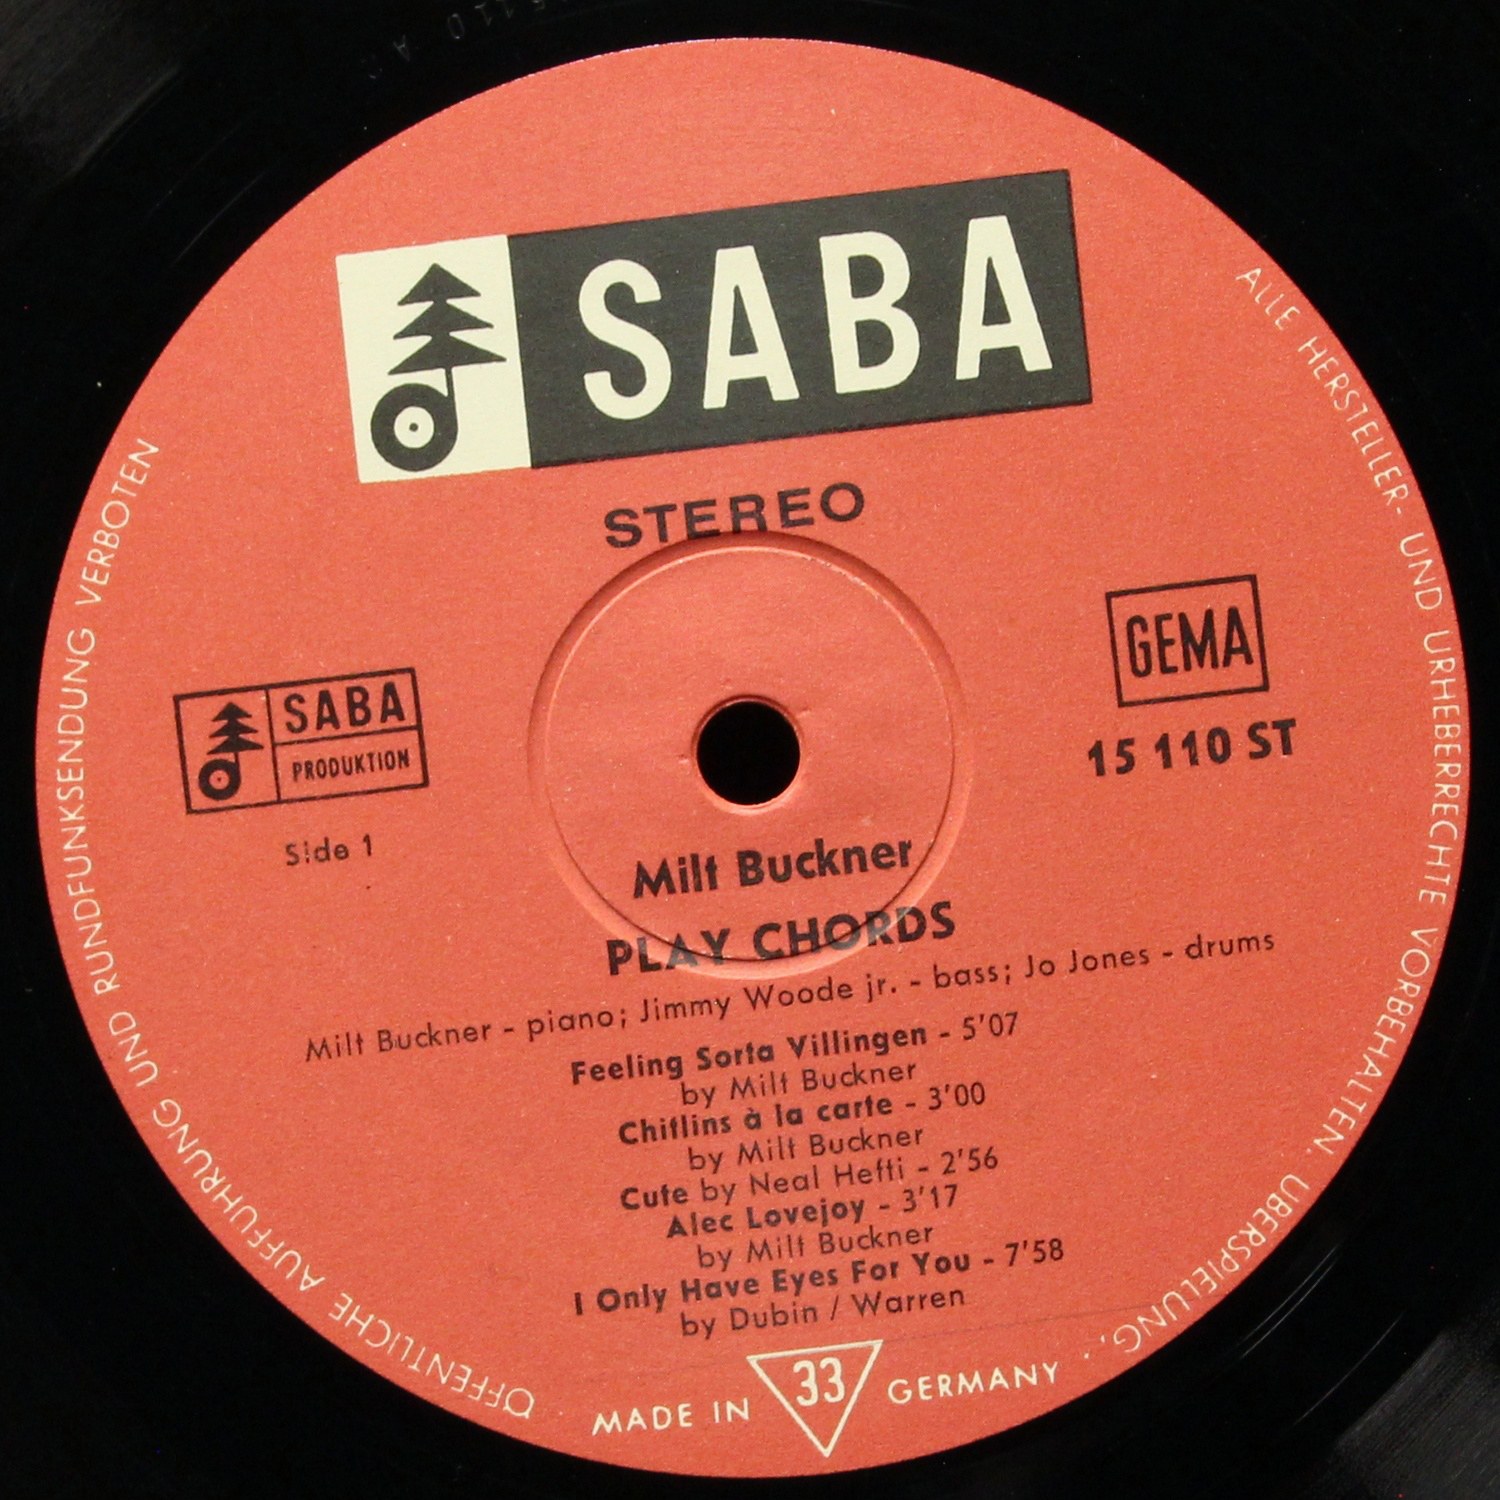 SABA
STEREO
SABA
PRODUKTION
Side 1
GEMA
15 110 ST
Milt Buckner
PLAY CHORDS
Milt Buckner - piano; Jimmy Woode jr. - bass; Jo Jones - drums
Feeling Sorta Villingen - 5'07
by Milt Buckner
Chitlins à la carte - 3'00
by Milt Buckner
Cute by Neal Hefti - 2'56
Alec Lovejoy - 3'17
by Milt Buckner
I Only Have Eyes For You - 7'58
by Dubin / Warren
MADE IN 33 GERMANY
ALLE HERSTELLER- UND URHEBERRECHTE VORBEHALTEN. ÜBERSPIELUNG,
ÖFFENTLICHE AUFFÜHRUNG UND RUNDFUNKSENDUNG VERBOTEN